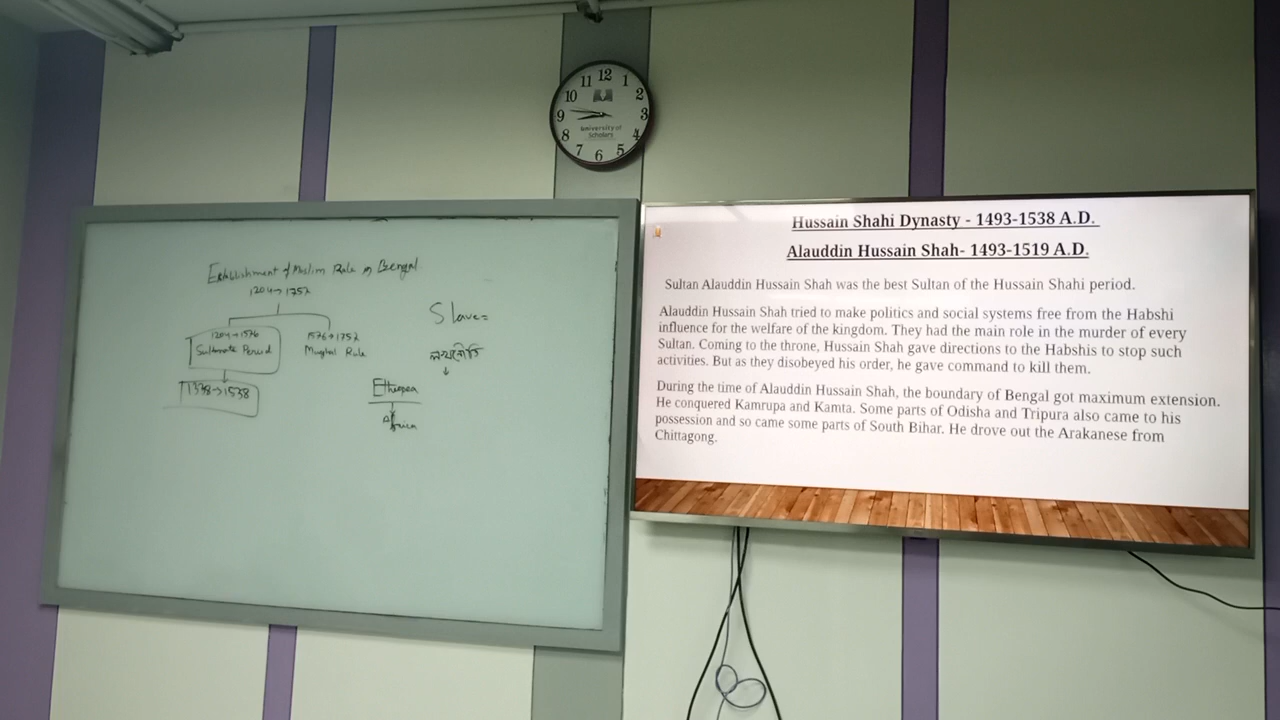 12
11 1
10 2
9 3
8 4
7 5
6
University of
Scholars
Establishment of Muslim Rule in Bengal
1204→1757
1204→1576
Sultanate Period
1576→1757
Mughal Rule
1338→1538
Slave=
Ethiopea
Africa
Hussain Shahi Dynasty - 1493-1538 A.D.
Alauddin Hussain Shah- 1493-1519 A.D.
Sultan Alauddin Hussain Shah was the best Sultan of the Hussain Shahi period.
Alauddin Hussain Shah tried to make politics and social systems free from the Habshi
influence for the welfare of the kingdom. They had the main role in the murder of every
Sultan. Coming to the throne, Hussain Shah gave directions to the Habshis to stop such
activities. But as they disobeyed his order, he gave command to kill them.
During the time of Alauddin Hussain Shah, the boundary of Bengal got maximum extension.
He conquered Kamrupa and Kamta. Some parts of Odisha and Tripura also came to his
possession and so came some parts of South Bihar. He drove out the Arakanese from
Chittagong.